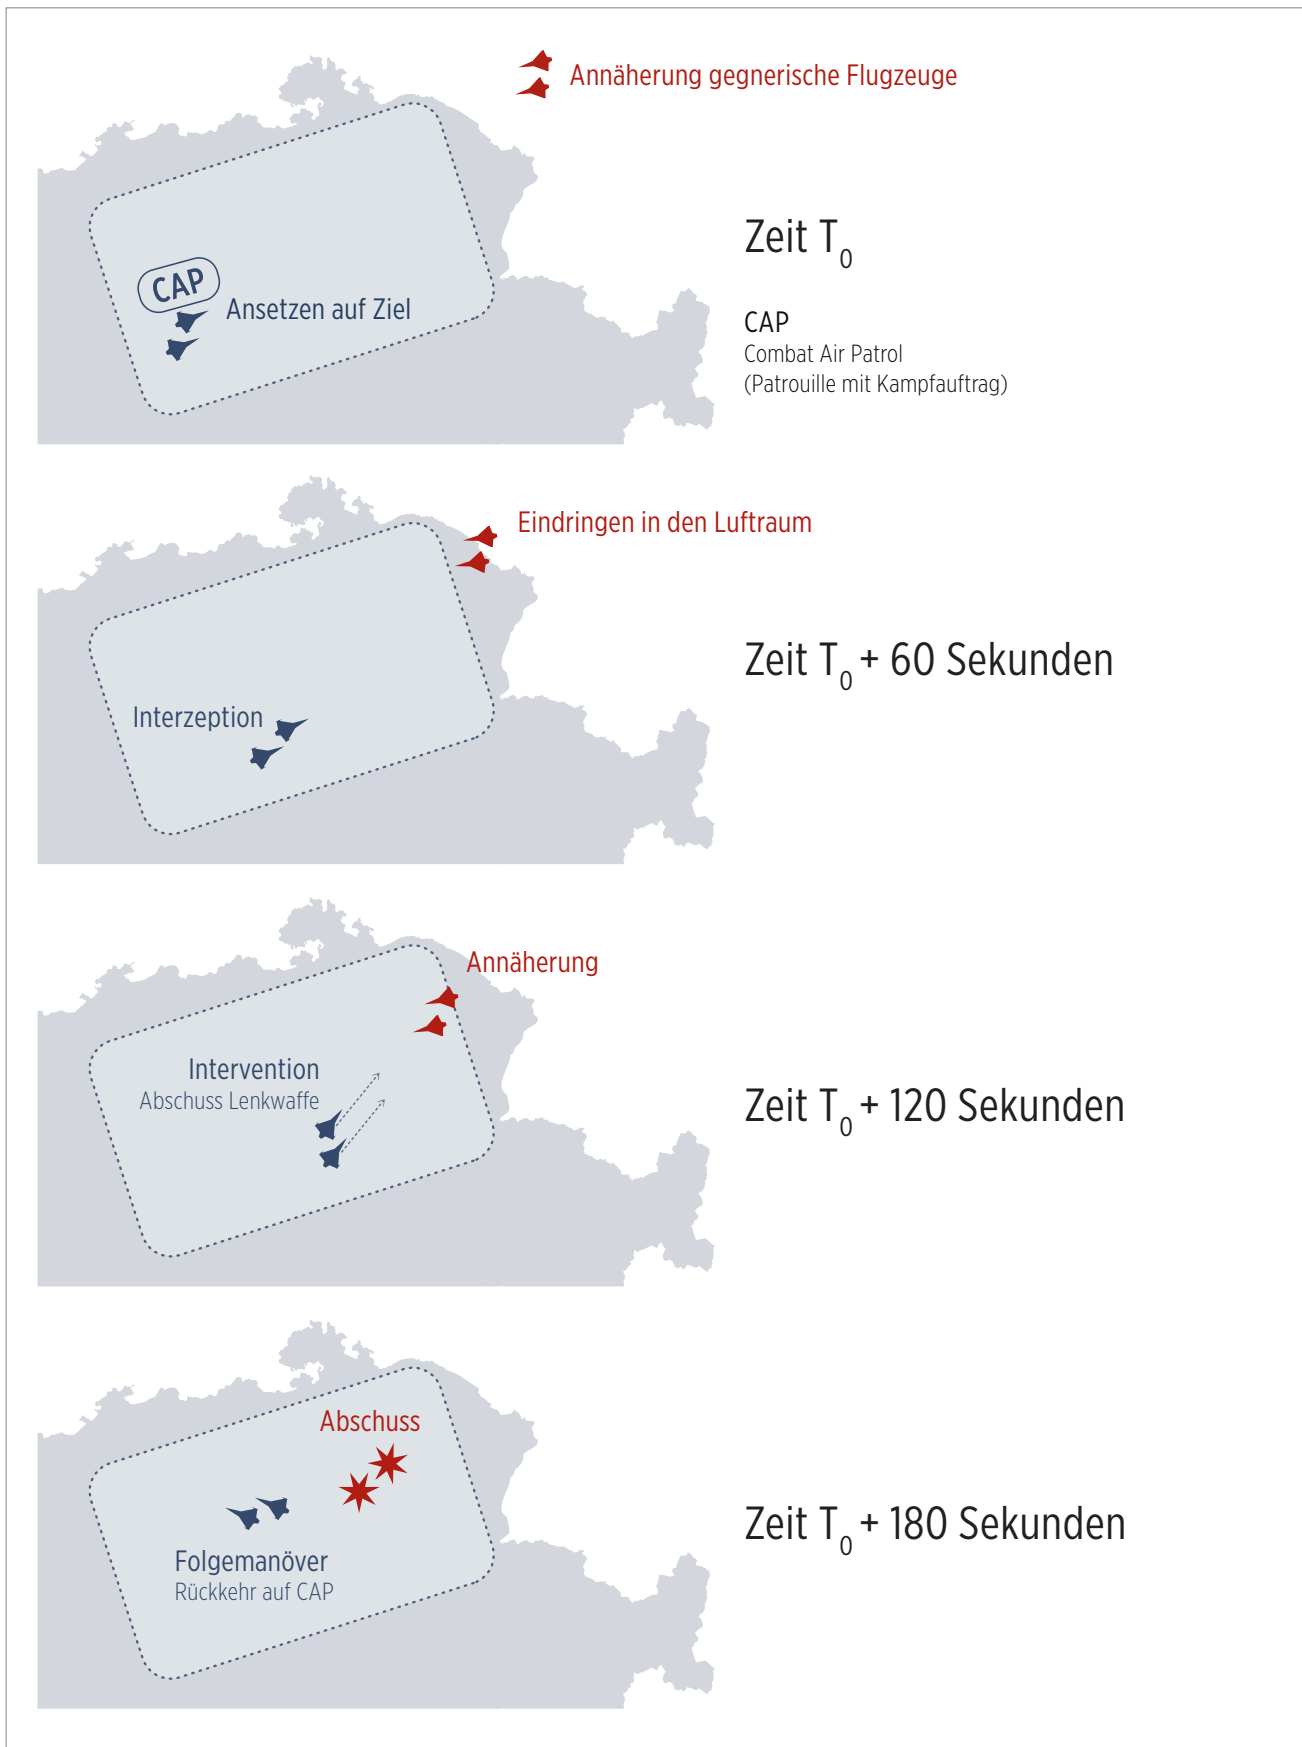 Annäherung gegnerische Flugzeuge
Zeit T0
CAP
Ansetzen auf Ziel
CAP
Combat Air Patrol
(Patrouille mit Kampfauftrag)
Eindringen in den Luftraum
Zeit T0 + 60 Sekunden
Interzeption
Annäherung
Intervention
Abschuss Lenkwaffe
Zeit T0 + 120 Sekunden
Abschuss
Zeit T0 + 180 Sekunden
Folgemanöver
Rückkehr auf CAP